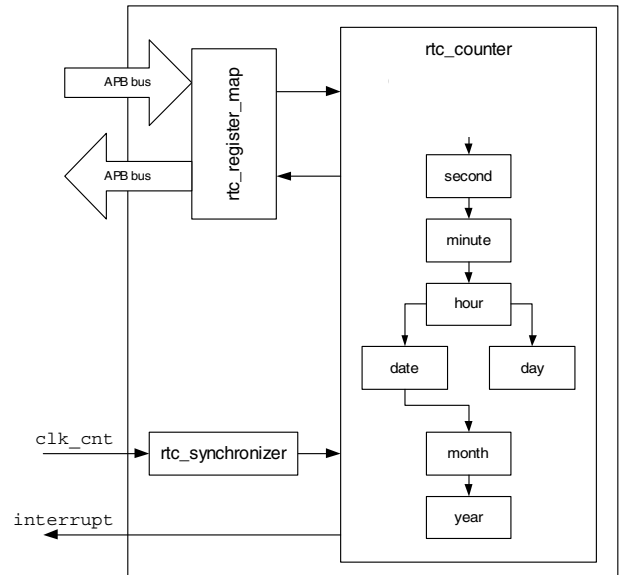 rtc_counter
APB bus
rtc_register_map
APB bus
second
minute
hour
date
day
clk_cnt
rtc_synchronizer
month
year
interrupt